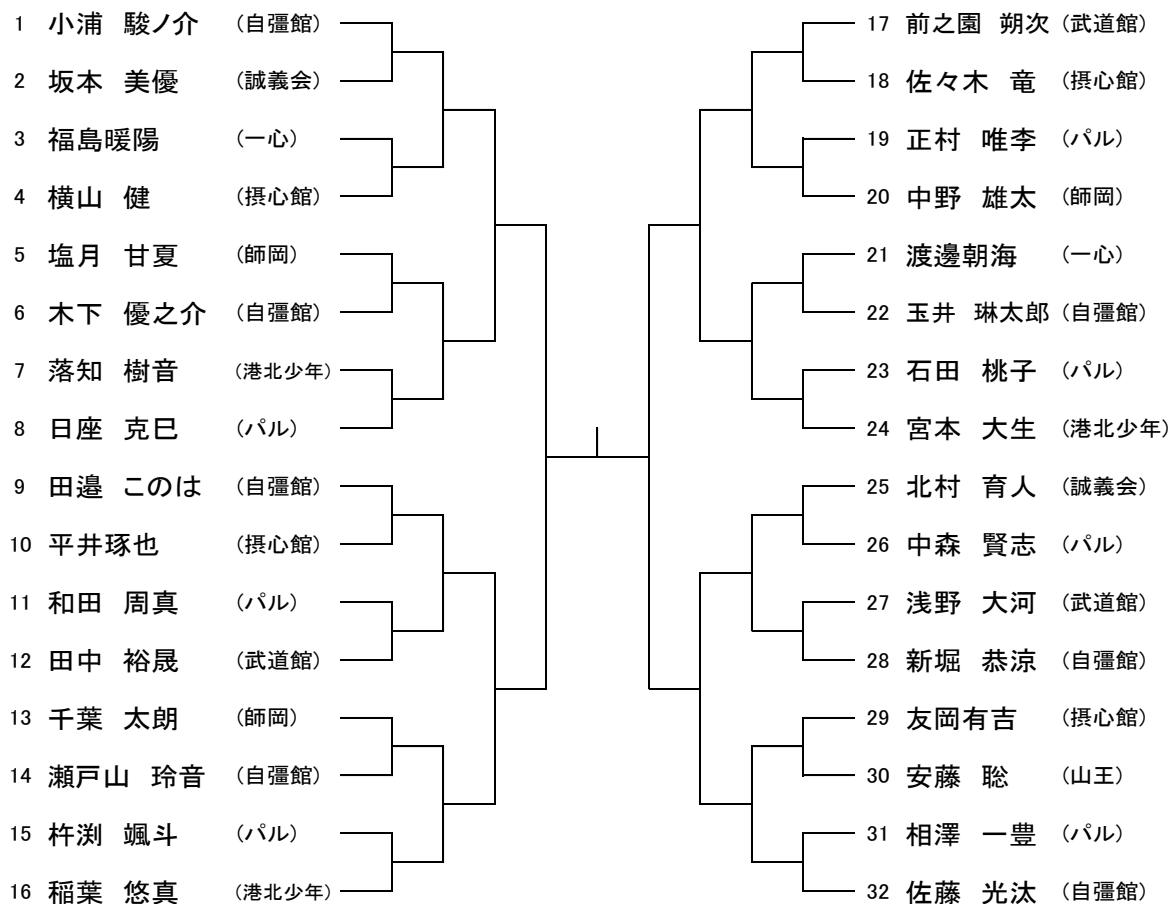 1 小浦 駿ノ介 (自彊館)
2 坂本 美優 (誠義会)
3 福島暖陽 (一心)
4 横山 健 (摂心館)
5 塩月 甘夏 (師岡)
6 木下 優之介 (自彊館)
7 落知 樹音 (港北少年)
8 日座 克巳 (パル)
9 田邉 このは (自彊館)
10 平井琢也 (摂心館)
11 和田 周真 (パル)
12 田中 裕晟 (武道館)
13 千葉 太朗 (師岡)
14 瀬戸山 玲音 (自彊館)
15 杵渕 颯斗 (パル)
16 稲葉 悠真 (港北少年)
17 前之園 朔次 (武道館)
18 佐々木 竜 (摂心館)
19 正村 唯李 (パル)
20 中野 雄太 (師岡)
21 渡邊朝海 (一心)
22 玉井 琳太郎 (自彊館)
23 石田 桃子 (パル)
24 宮本 大生 (港北少年)
25 北村 育人 (誠義会)
26 中森 賢志 (パル)
27 浅野 大河 (武道館)
28 新堀 恭涼 (自彊館)
29 友岡有吉 (摂心館)
30 安藤 聡 (山王)
31 相澤 一豊 (パル)
32 佐藤 光汰 (自彊館)